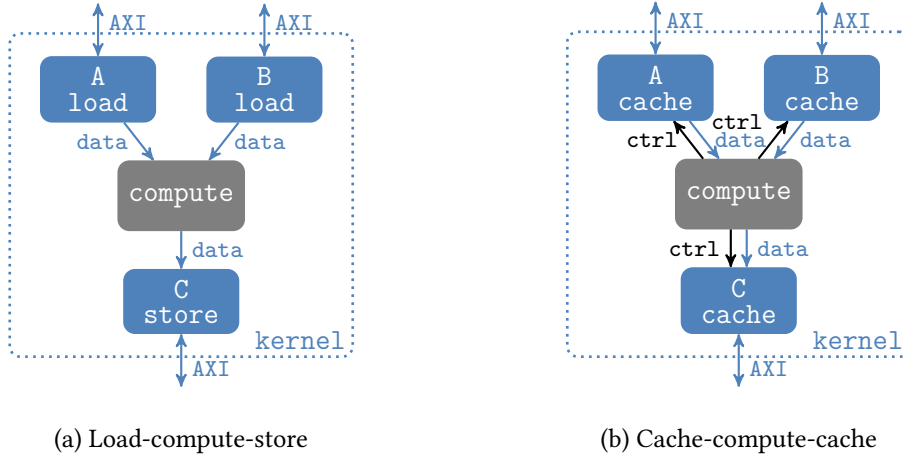 AXI
AXI
A
load
B
load
data
data
compute
data
C
store
kernel
AXI
(a) Load-compute-store
AXI
AXI
A
cache
B
cache
ctrl
ctrl
data
data
compute
ctrl
data
C
cache
kernel
AXI
(b) Cache-compute-cache